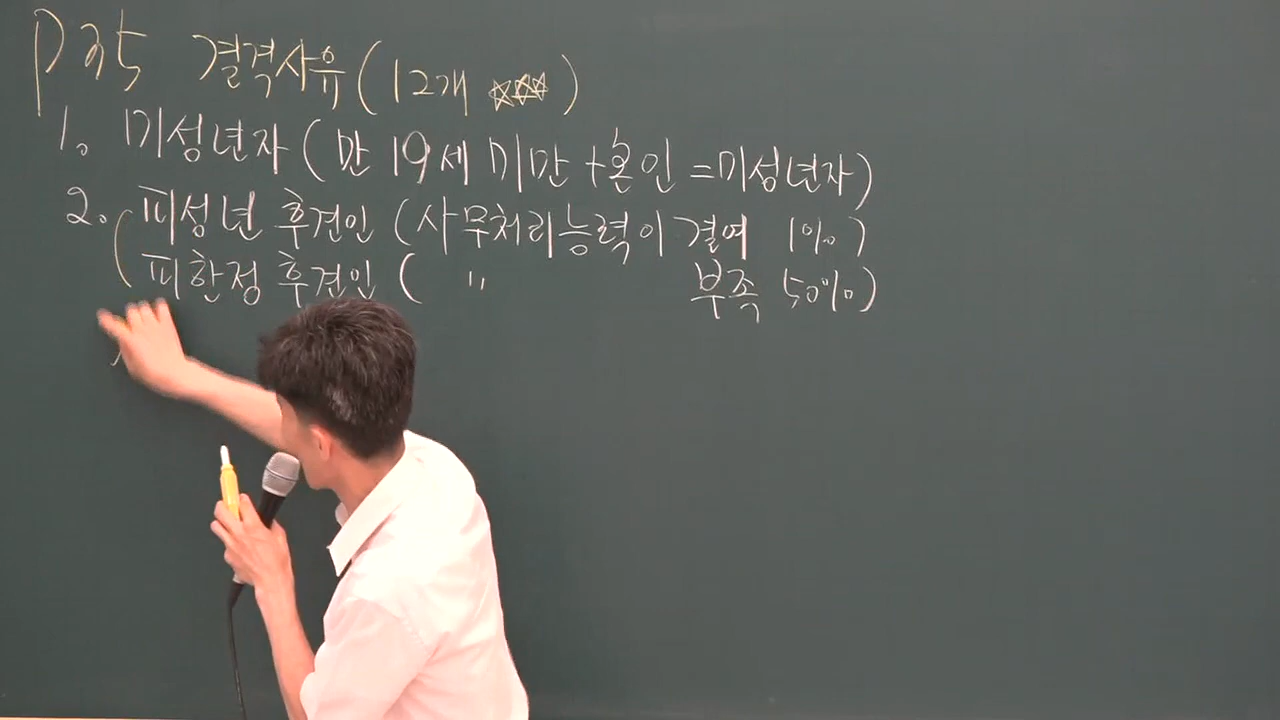 P 35 결격사유 (12개 ☆☆☆)
1. 미성년자 (만 19세 미만 + 혼인 = 미성년자)
2. 피성년 후견인 (사무처리능력이 결여 1%)
피한정 후견인 ( " 부족 50%)